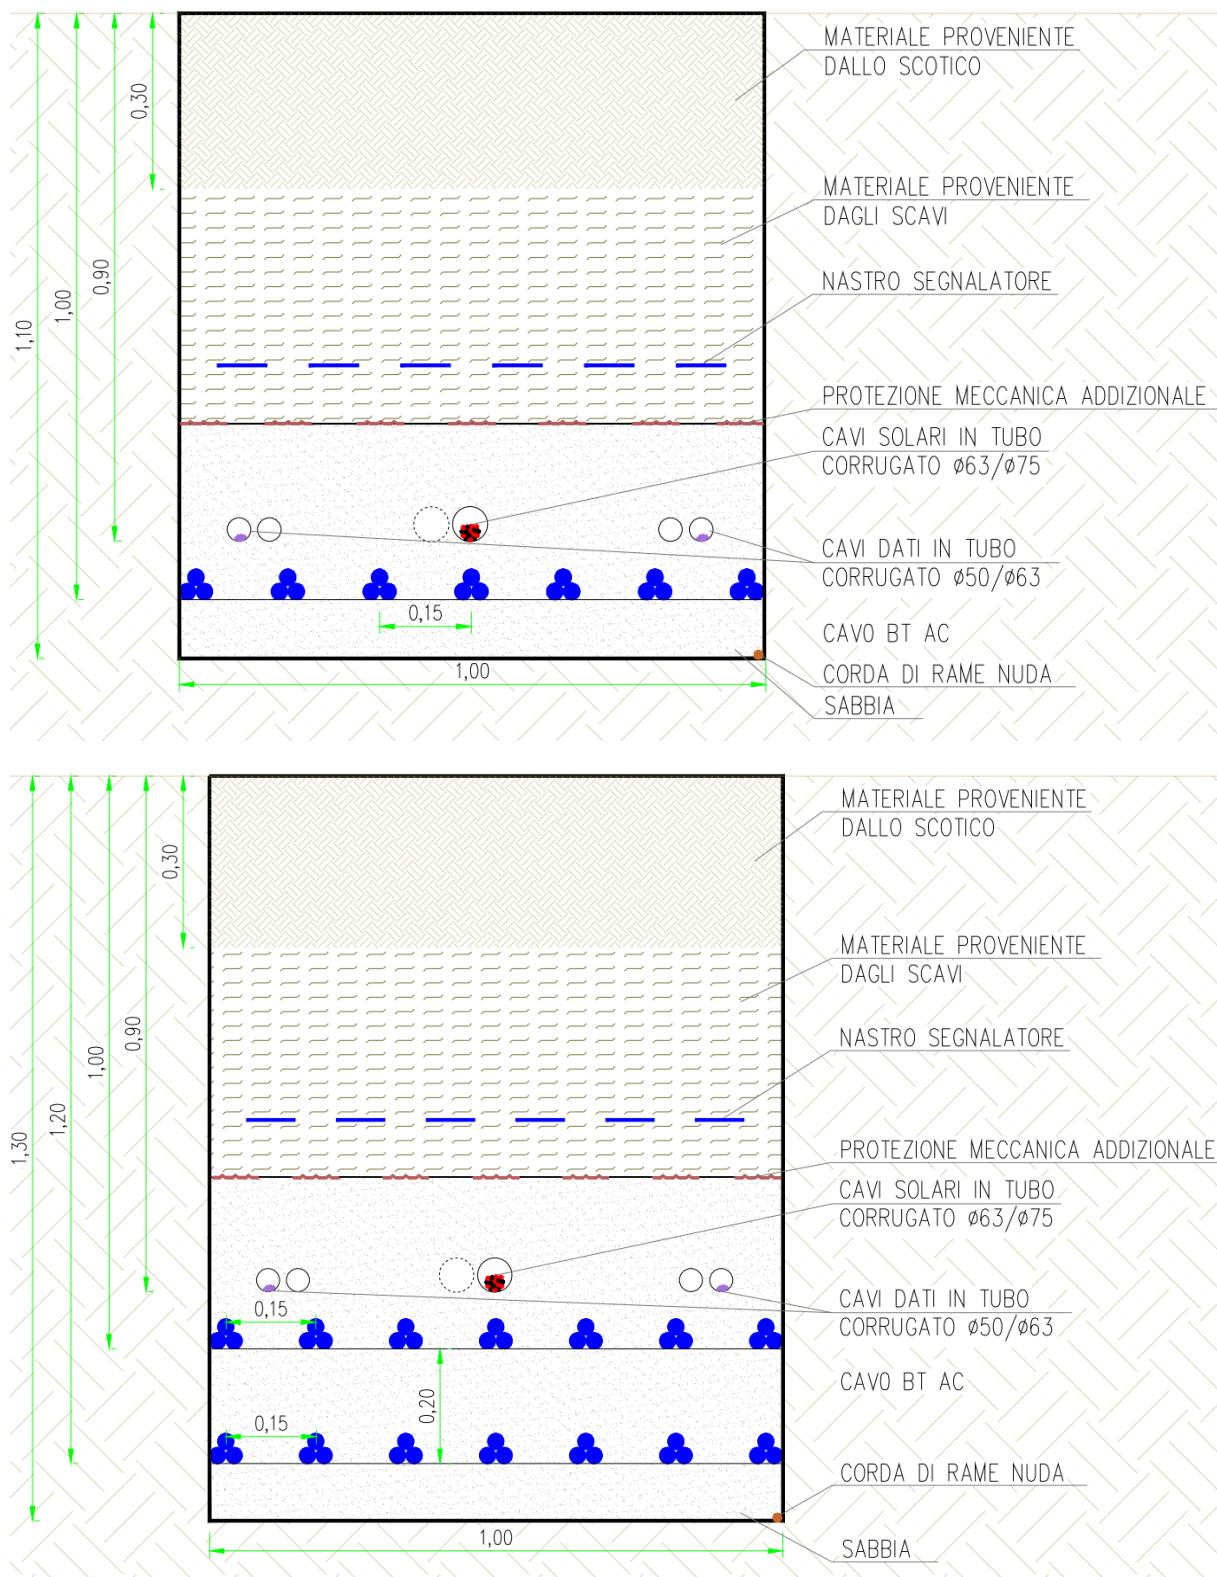 MATERIALE PROVENIENTE
DALLO SCOTICO
0,30
MATERIALE PROVENIENTE
DAGLI SCAVI
0,90
1,00
1,10
NASTRO SEGNALATORE
PROTEZIONE MECCANICA ADDIZIONALE
CAVI SOLARI IN TUBO
CORRUGATO ø63/ø75
CAVI DATI IN TUBO
CORRUGATO ø50/ø63
0,15
CAVO BT AC
1,00
CORDA DI RAME NUDA
SABBIA
MATERIALE PROVENIENTE
DALLO SCOTICO
0,30
MATERIALE PROVENIENTE
DAGLI SCAVI
0,90
1,00
1,20
1,30
NASTRO SEGNALATORE
PROTEZIONE MECCANICA ADDIZIONALE
CAVI SOLARI IN TUBO
CORRUGATO ø63/ø75
CAVI DATI IN TUBO
CORRUGATO ø50/ø63
0,15
CAVO BT AC
0,20
0,15
CORDA DI RAME NUDA
1,00
SABBIA